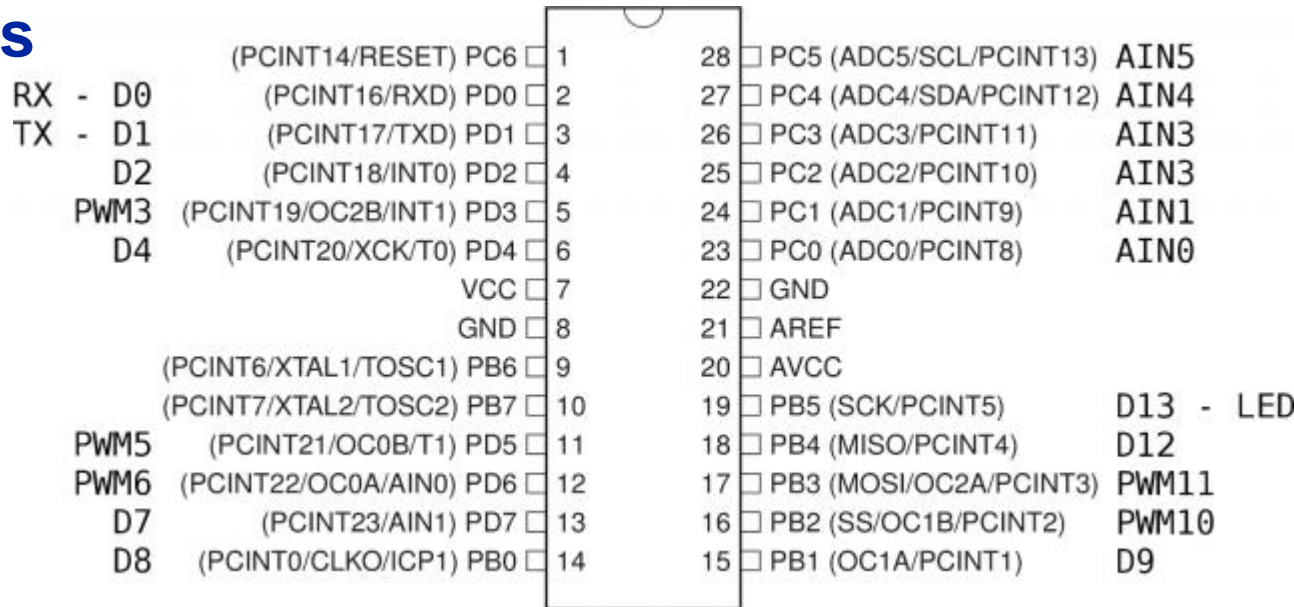 s
(PCINT14/RESET) PC6 1 28 PC5 (ADC5/SCL/PCINT13) AIN5
RX - D0 (PCINT16/RXD) PD0 2 27 PC4 (ADC4/SDA/PCINT12) AIN4
TX - D1 (PCINT17/TXD) PD1 3 26 PC3 (ADC3/PCINT11) AIN3
D2 (PCINT18/INT0) PD2 4 25 PC2 (ADC2/PCINT10) AIN3
PWM3 (PCINT19/OC2B/INT1) PD3 5 24 PC1 (ADC1/PCINT9) AIN1
D4 (PCINT20/XCK/T0) PD4 6 23 PC0 (ADC0/PCINT8) AIN0
VCC 7 22 GND
GND 8 21 AREF
(PCINT6/XTAL1/TOSC1) PB6 9 20 AVCC
(PCINT7/XTAL2/TOSC2) PB7 10 19 PB5 (SCK/PCINT5) D13 - LED
PWM5 (PCINT21/OC0B/T1) PD5 11 18 PB4 (MISO/PCINT4) D12
PWM6 (PCINT22/OC0A/AIN0) PD6 12 17 PB3 (MOSI/OC2A/PCINT3) PWM11
D7 (PCINT23/AIN1) PD7 13 16 PB2 (SS/OC1B/PCINT2) PWM10
D8 (PCINT0/CLKO/ICP1) PB0 14 15 PB1 (OC1A/PCINT1) D9